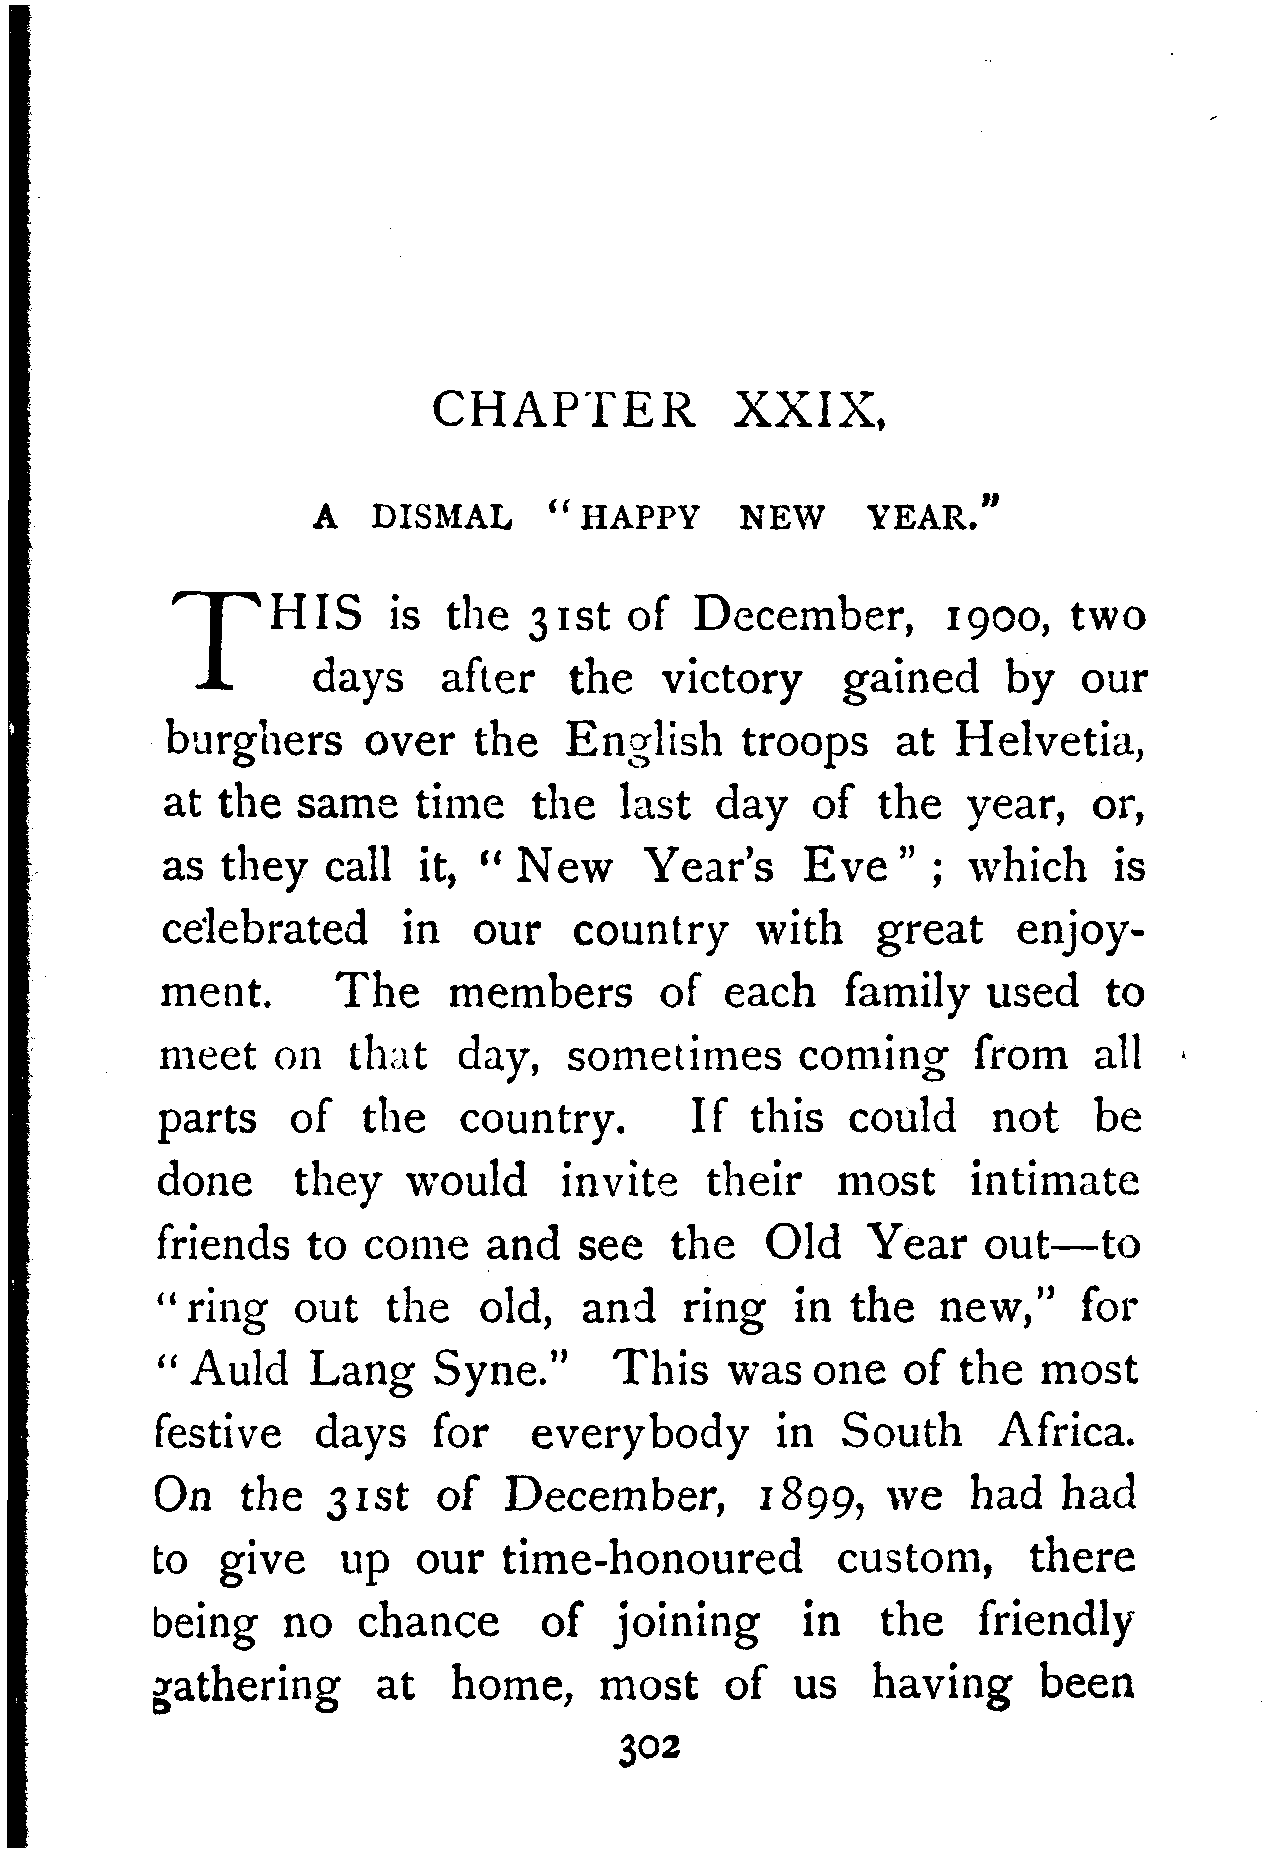 CHAPTER XXIX,
A DISMAL “HAPPY NEW YEAR.”
THIS is the 31st of December, 1900, two
days after the victory gained by our
burghers over the English troops at Helvetia,
at the same time the last day of the year, or,
as they call it, “New Year's Eve”; which is
celebrated in our country with great enjoy-
ment. The members of each family used to
meet on that day, sometimes coming from all
parts of the country. If this could not be
done they would invite their most intimate
friends to come and see the Old Year out—to
“ring out the old, and ring in the new,” for
“Auld Lang Syne.” This was one of the most
festive days for everybody in South Africa.
On the 31st of December, 1899, we had had
to give up our time-honoured custom, there
being no chance of joining in the friendly
gathering at home, most of us having been
302